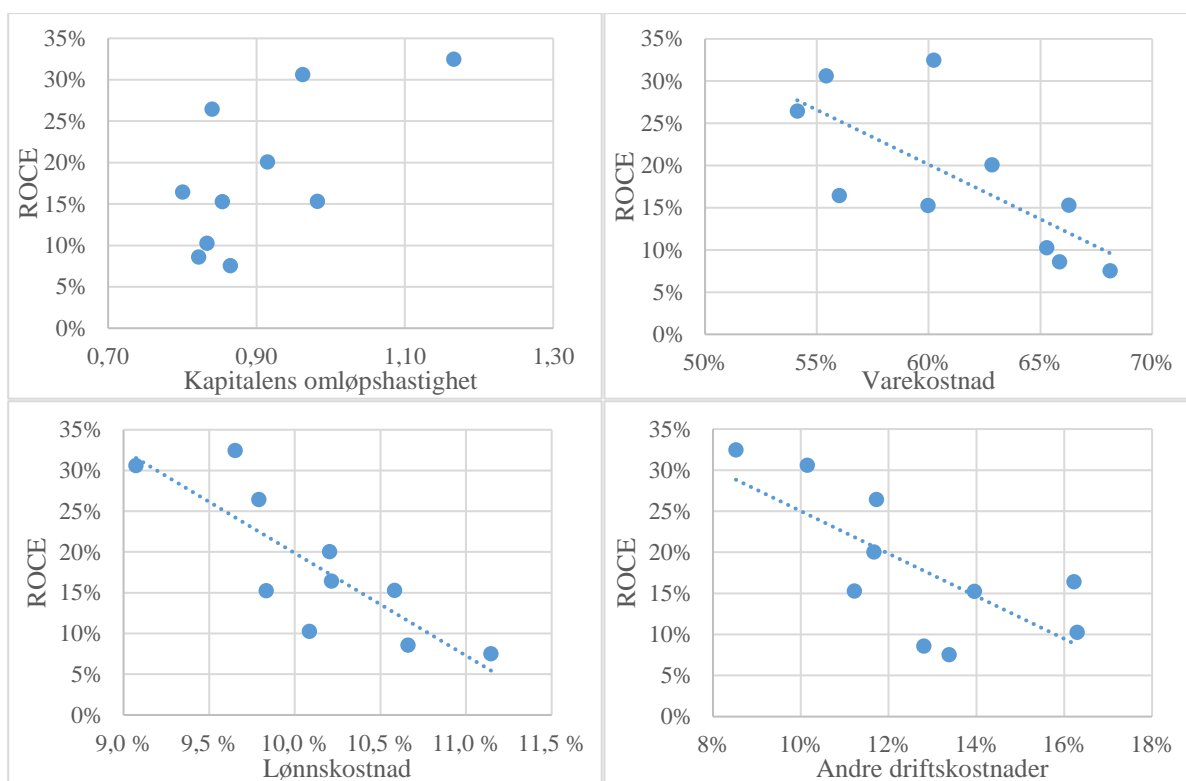 35%
30%
25%
20%
15%
10%
5%
0%
ROCE
0,70 0,90 1,10 1,30
Kapitalens omløpshastighet
35%
30%
25%
20%
15%
10%
5%
0%
ROCE
50% 55% 60% 65% 70%
Varekostnad
35%
30%
25%
20%
15%
10%
5%
0%
ROCE
9,0 % 9,5 % 10,0 % 10,5 % 11,0 % 11,5 %
Lønnskostnad
35%
30%
25%
20%
15%
10%
5%
0%
ROCE
8% 10% 12% 14% 16% 18%
Andre driftskostnader